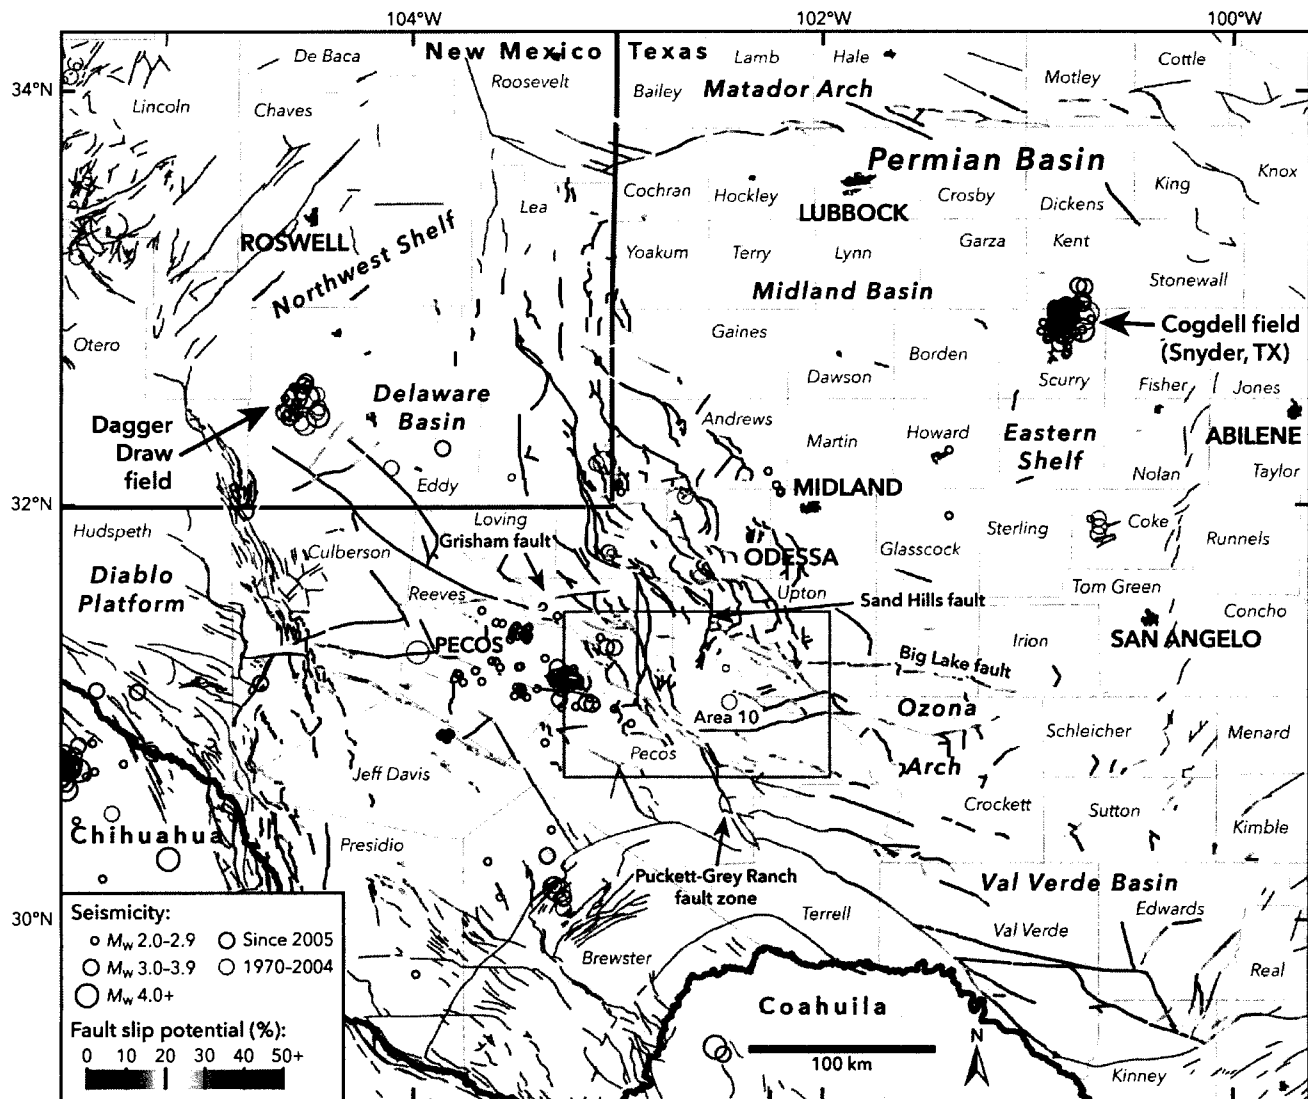 104°W
102°W
100°W
New Mexico
Texas
De Baca
Roosevelt
Lamb
Hale
Cottle
Motley
34°N
Bailey
Matador Arch
Lincoln
Chaves
Permian Basin
Knox
King
Cochran
Hockley
Crosby
Lea
Dickens
LUBBOCK
ROSWELL
Northwest Shelf
Garza
Kent
Yoakum
Terry
Lynn
Stonewall
Midland Basin
Cogdell field
(Snyder, TX)
Gaines
Otero
Borden
Dawson
Scurry
Fisher
Jones
Delaware
Basin
Andrews
Dagger
Draw
field
Martin
Howard
Eastern
Shelf
ABILENE
Nolan
Taylor
Eddy
MIDLAND
32°N
Hudspeth
Loving
Grisham fault
Sterling
Coke
Runnels
Culberson
ODESSA
Glasscock
Diablo
Platform
Reeves
Upton
Tom Green
Sand Hills fault
Concho
PECOS
Irion
SAN ANGELO
Big Lake fault
Area 10
Ozona
Arch
Schleicher
Menard
Pecos
Jeff Davis
Crockett
Sutton
Kimble
Chihuahua
Presidio
Puckett-Grey Ranch
fault zone
Val Verde Basin
30°N
Terrell
Edwards
Val Verde
Brewster
Real
Coahuila
N
100 km
Kinney
Seismicity:
Mw 2.0-2.9
Since 2005
Mw 3.0-3.9
1970-2004
Mw 4.0+
Fault slip potential (%):
0 10 20 30 40 50+